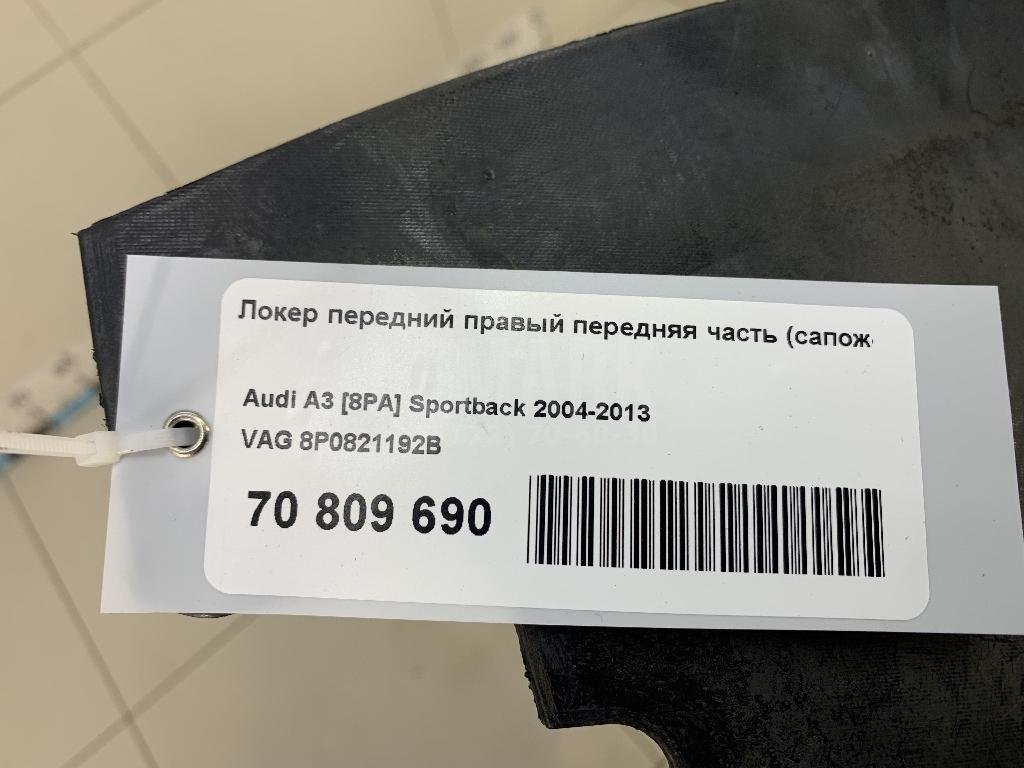 Локер передний правый передняя часть (сапож
Audi A3 [8PA] Sportback 2004-2013
VAG 8P0821192B
70 809 690